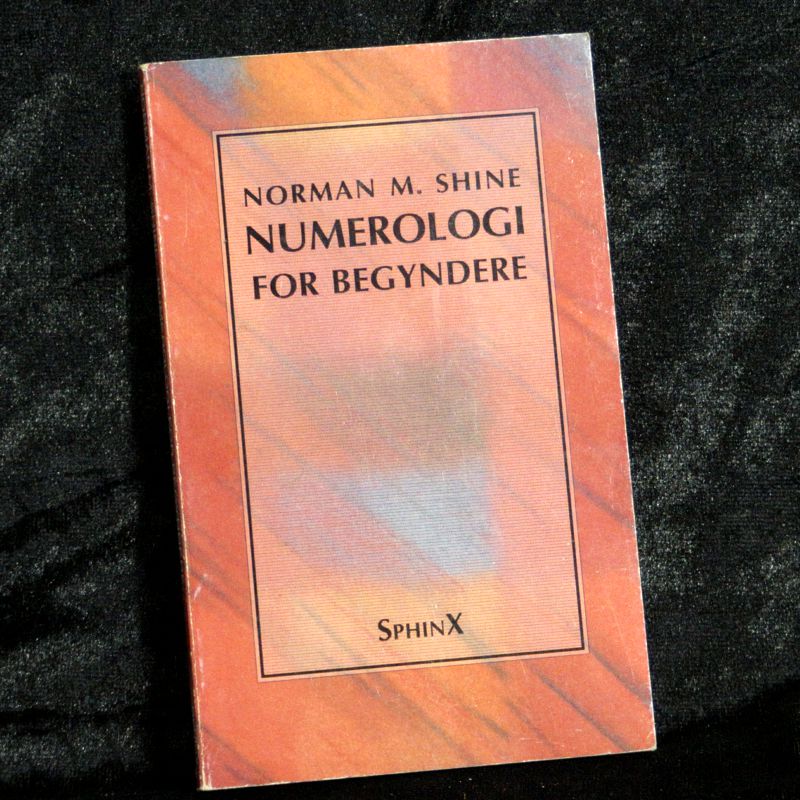 NORMAN M. SHINE
NUMEROLOGI
FOR BEGYNDERE
SPHINX